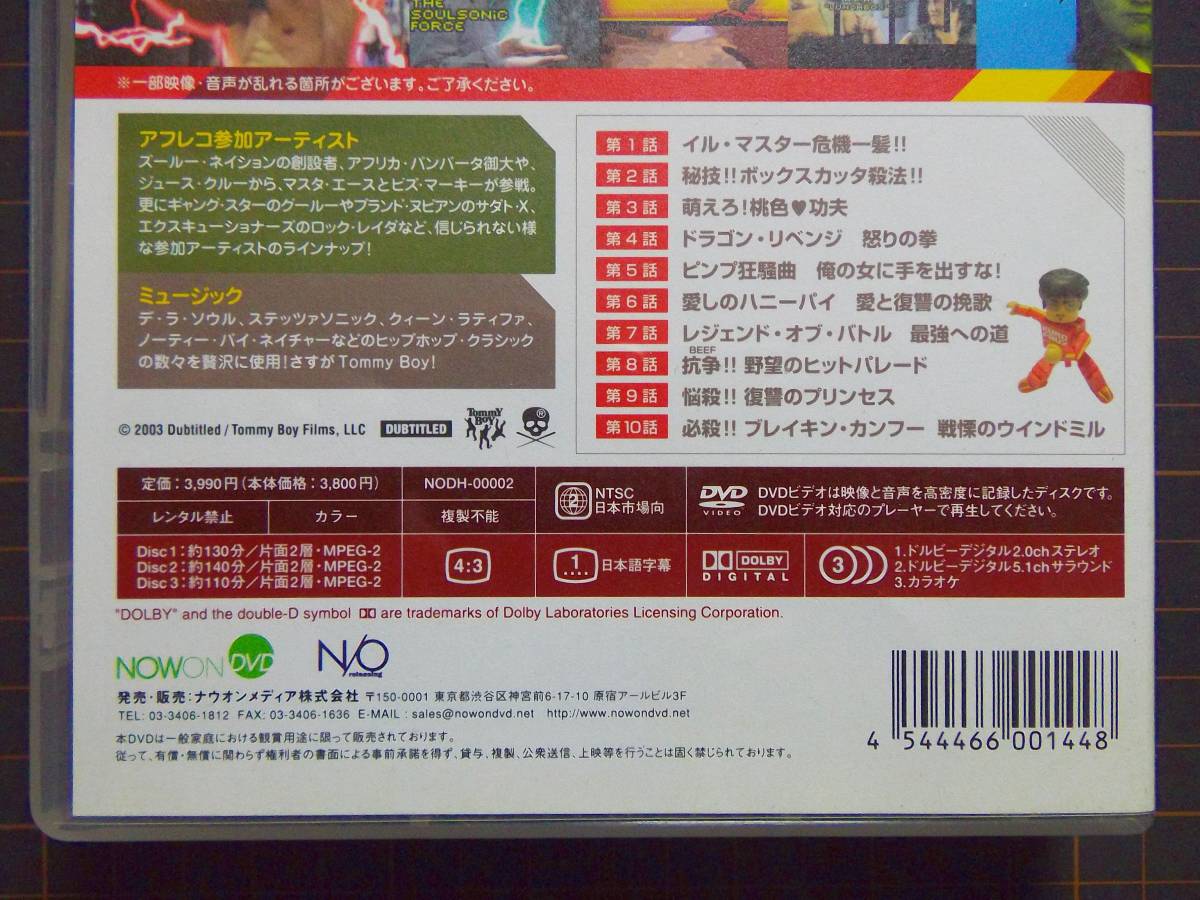 THE
SOULSONIC
FORCE
※一部映像・音声が乱れる箇所がございます。ご了承ください。
アフレコ参加アーティスト
ズールー・ネイションの創設者、アフリカ・バンバータ御大や、
ジュース・クルーから、マスタ・エースとビズ・マーキーが参戦。
更にギャング・スターのグールーやブランド・ヌビアンのサダト・X、
エクスキューショナーズのロック・レイダなど、信じられない様
な参加アーティストのラインナップ!
ミュージック
デ・ラ・ソウル、ステッツァソニック、クィーン・ラティファ、
ノーティー・バイ・ネイチャーなどのヒップホップ・クラシック
の数々を贅沢に使用!さすがTommy Boy!
© 2003 Dubtitled / Tommy Boy Films, LLC DUBTITLED TOMMY BOY ®
第1話 イル・マスター危機一髪!!
第2話 秘技!!ボックスカッタ殺法!!
第3話 萌えろ!桃色♥功夫
第4話 ドラゴン・リベンジ 怒りの拳
第5話 ピンプ狂騒曲 俺の女に手を出すな!
第6話 愛しのハニーパイ 愛と復讐の挽歌
第7話 レジェンド・オブ・バトル 最強への道
BEEF
第8話 抗争!! 野望のヒットパレード
第9話 悩殺!! 復讐のプリンセス
第10話 必殺!! ブレイキン・カンフー 戦慄のウインドミル
定価:3,990円(本体価格:3,800円)
NODH-00002
レンタル禁止
カラー
複製不能
2
NTSC
日本市場向
DVD
VIDEO
DVDビデオは映像と音声を高密度に記録したディスクです。
DVDビデオ対応のプレーヤーで再生してください。
Disc1:約130分/片面2層・MPEG-2
Disc2:約140分/片面2層・MPEG-2
Disc3:約110分/片面2層・MPEG-2
4:3
1....
日本語字幕
DOLBY
DIGITAL
3
1.ドルビーデジタル2.0chステレオ
2.ドルビーデジタル5.1chサラウンド
3.カラオケ
"DOLBY" and the double-D symbol are trademarks of Dolby Laboratories Licensing Corporation.
NOWON DVD
N/O
releasing
発売・販売:ナウオンメディア株式会社 〒150-0001 東京都渋谷区神宮前6-17-10 原宿アールビル3F
TEL: 03-3406-1812 FAX: 03-3406-1636 E-MAIL : sales@nowondvd.net http://www.nowondvd.net
本DVDは一般家庭における観賞用途に限って販売されております。
従って、有償・無償に関わらず権利者の書面による事前承諾を得ず、貸与、複製、公衆送信、上映等を行うことは固く禁じられております。
4 544466 001448